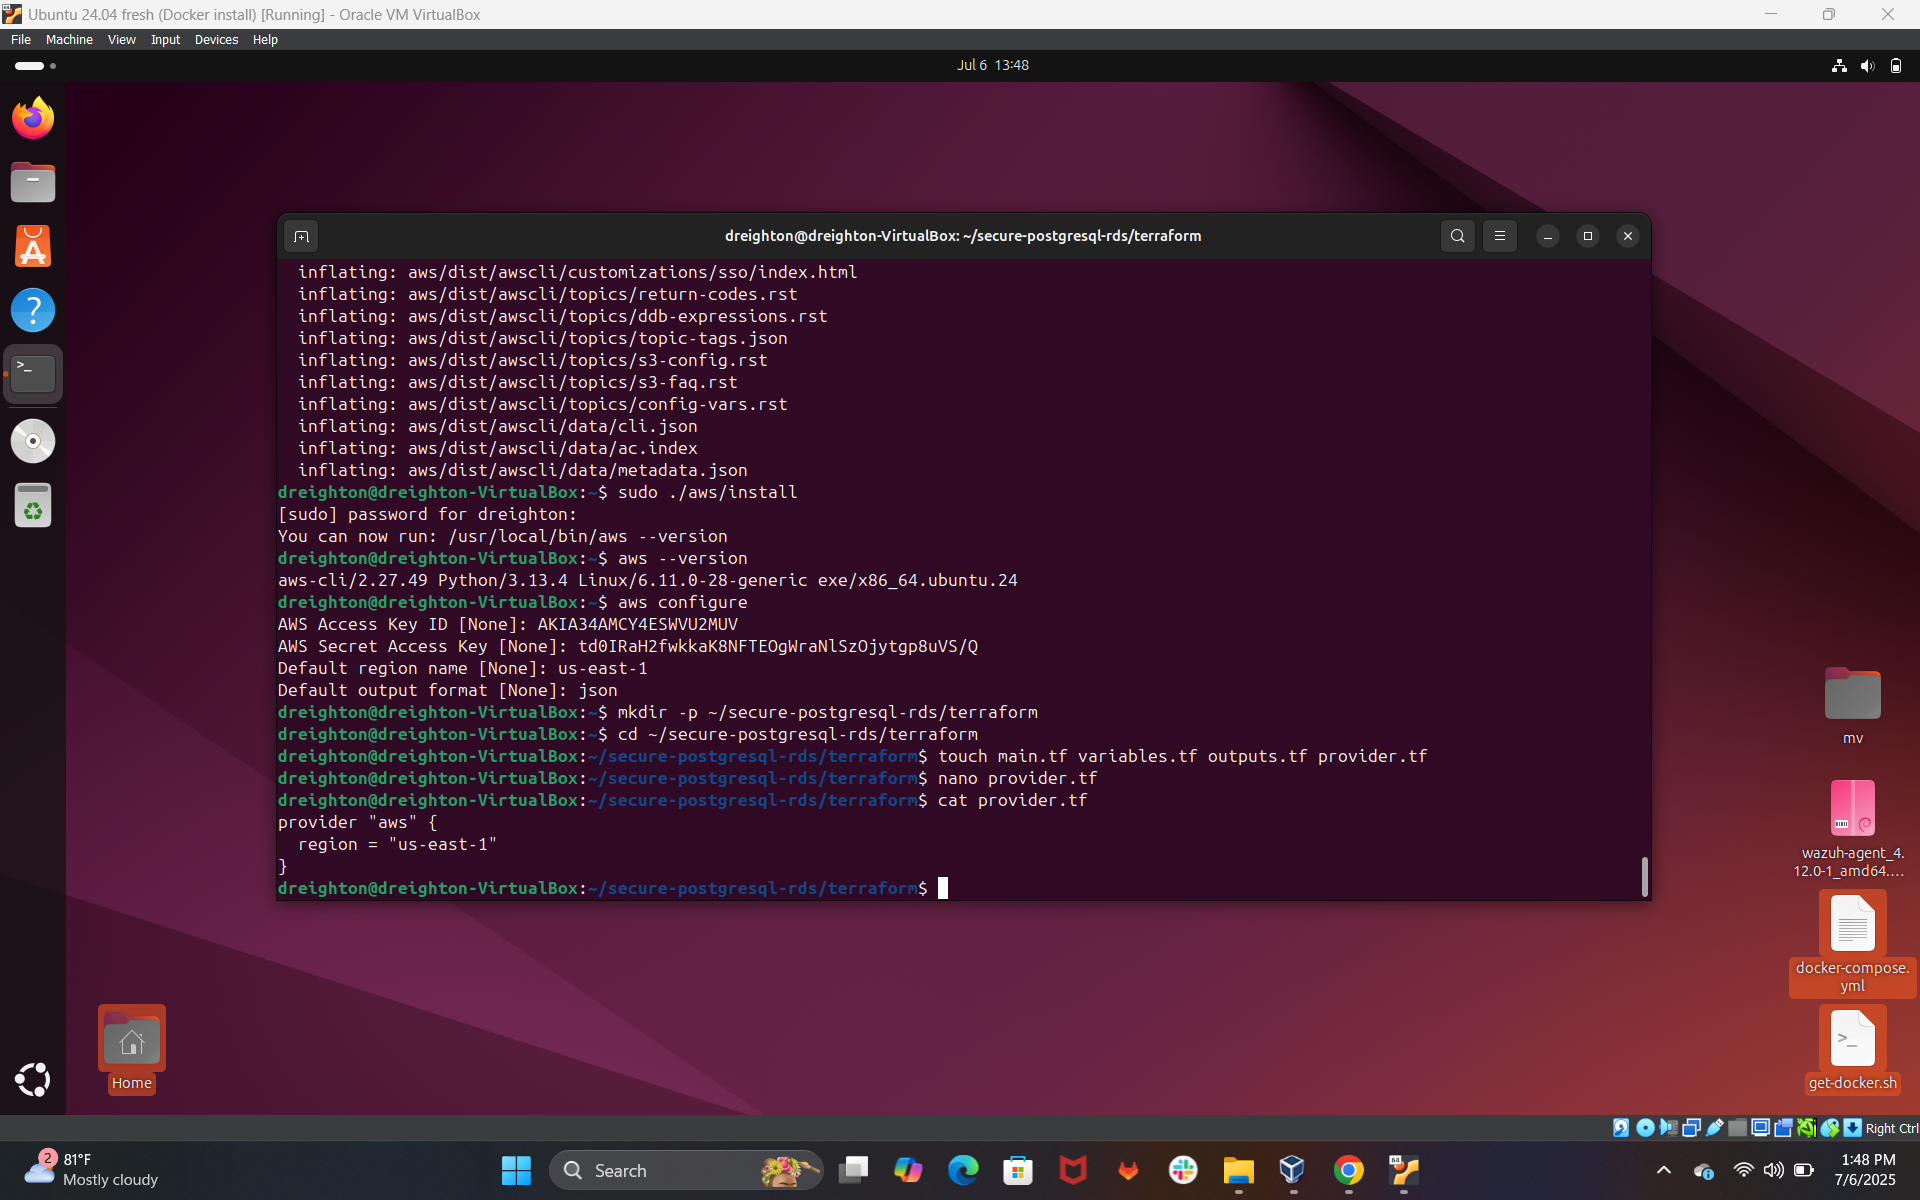 Ubuntu 24.04 fresh (Docker install) [Running] - Oracle VM VirtualBox
File Machine View Input Devices Help
Jul 6 13:48
dreighton@dreighton-VirtualBox: ~/secure-postgresql-rds/terraform
inflating: aws/dist/awscli/customizations/sso/index.html
inflating: aws/dist/awscli/topics/return-codes.rst
inflating: aws/dist/awscli/topics/ddb-expressions.rst
inflating: aws/dist/awscli/topics/topic-tags.json
inflating: aws/dist/awscli/topics/s3-config.rst
inflating: aws/dist/awscli/topics/s3-faq.rst
inflating: aws/dist/awscli/topics/config-vars.rst
inflating: aws/dist/awscli/data/cli.json
inflating: aws/dist/awscli/data/ac.index
inflating: aws/dist/awscli/data/metadata.json
dreighton@dreighton-VirtualBox:~$ sudo ./aws/install
[sudo] password for dreighton:
You can now run: /usr/local/bin/aws --version
dreighton@dreighton-VirtualBox:~$ aws --version
aws-cli/2.27.49 Python/3.13.4 Linux/6.11.0-28-generic exe/x86_64.ubuntu.24
dreighton@dreighton-VirtualBox:~$ aws configure
AWS Access Key ID [None]: AKIA34AMCY4ESWVU2MUV
AWS Secret Access Key [None]: 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
Default region name [None]: us-east-1
Default output format [None]: json
dreighton@dreighton-VirtualBox:~$ mkdir -p ~/secure-postgresql-rds/terraform
dreighton@dreighton-VirtualBox:~$ cd ~/secure-postgresql-rds/terraform
dreighton@dreighton-VirtualBox:~/secure-postgresql-rds/terraform$ touch main.tf variables.tf outputs.tf provider.tf
dreighton@dreighton-VirtualBox:~/secure-postgresql-rds/terraform$ nano provider.tf
dreighton@dreighton-VirtualBox:~/secure-postgresql-rds/terraform$ cat provider.tf
provider "aws" {
region = "us-east-1"
}
dreighton@dreighton-VirtualBox:~/secure-postgresql-rds/terraform$
mv
wazuh-agent_4.
12.0-1_amd64....
docker-compose.
yml
get-docker.sh
Home
Right Ctrl
2
81°F
Mostly cloudy
Search
64
1:48 PM
7/6/2025